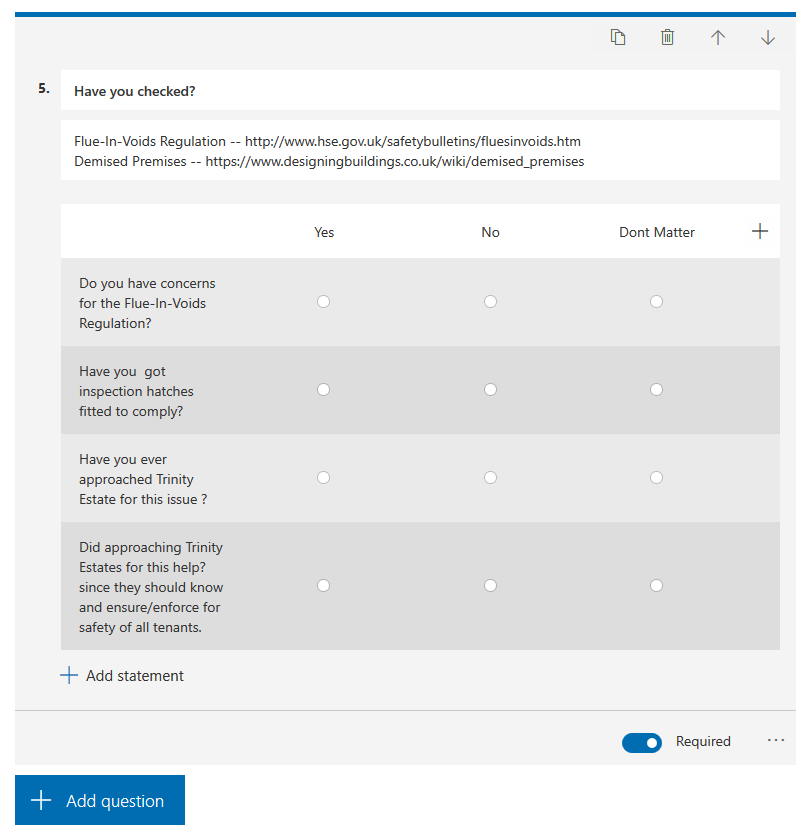 5. Have you checked?
Flue-In-Voids Regulation -- http://www.hse.gov.uk/safetybulletins/fluesinvoids.htm
Demised Premises -- https://www.designingbuildings.co.uk/wiki/demised_premises
Yes No Dont Matter
Do you have concerns
for the Flue-In-Voids
Regulation?
Have you  got
inspection hatches
fitted to comply?
Have you ever
approached Trinity
Estate for this issue ?
Did approaching Trinity
Estates for this help?
since they should know
and ensure/enforce for
safety of all tenants.
Add statement
Required
Add question